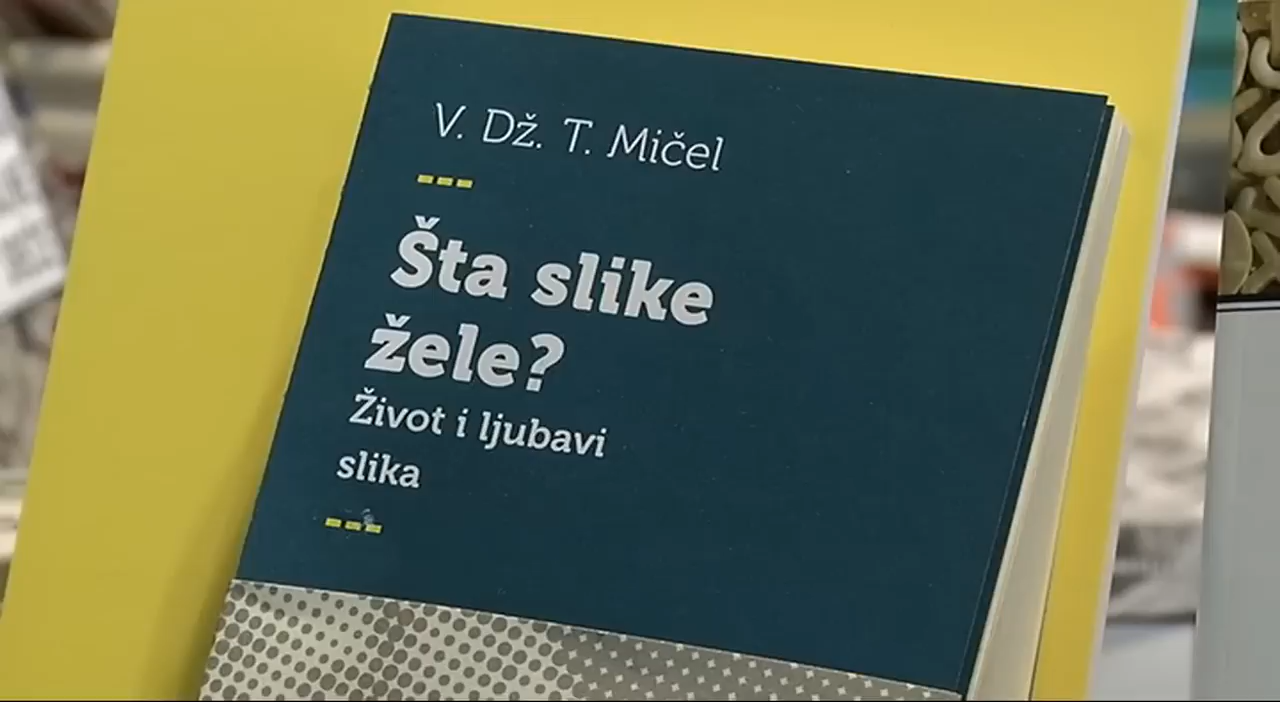 V. Dž. T. Mičel
Šta slike
žele?
Život i ljubavi
slika